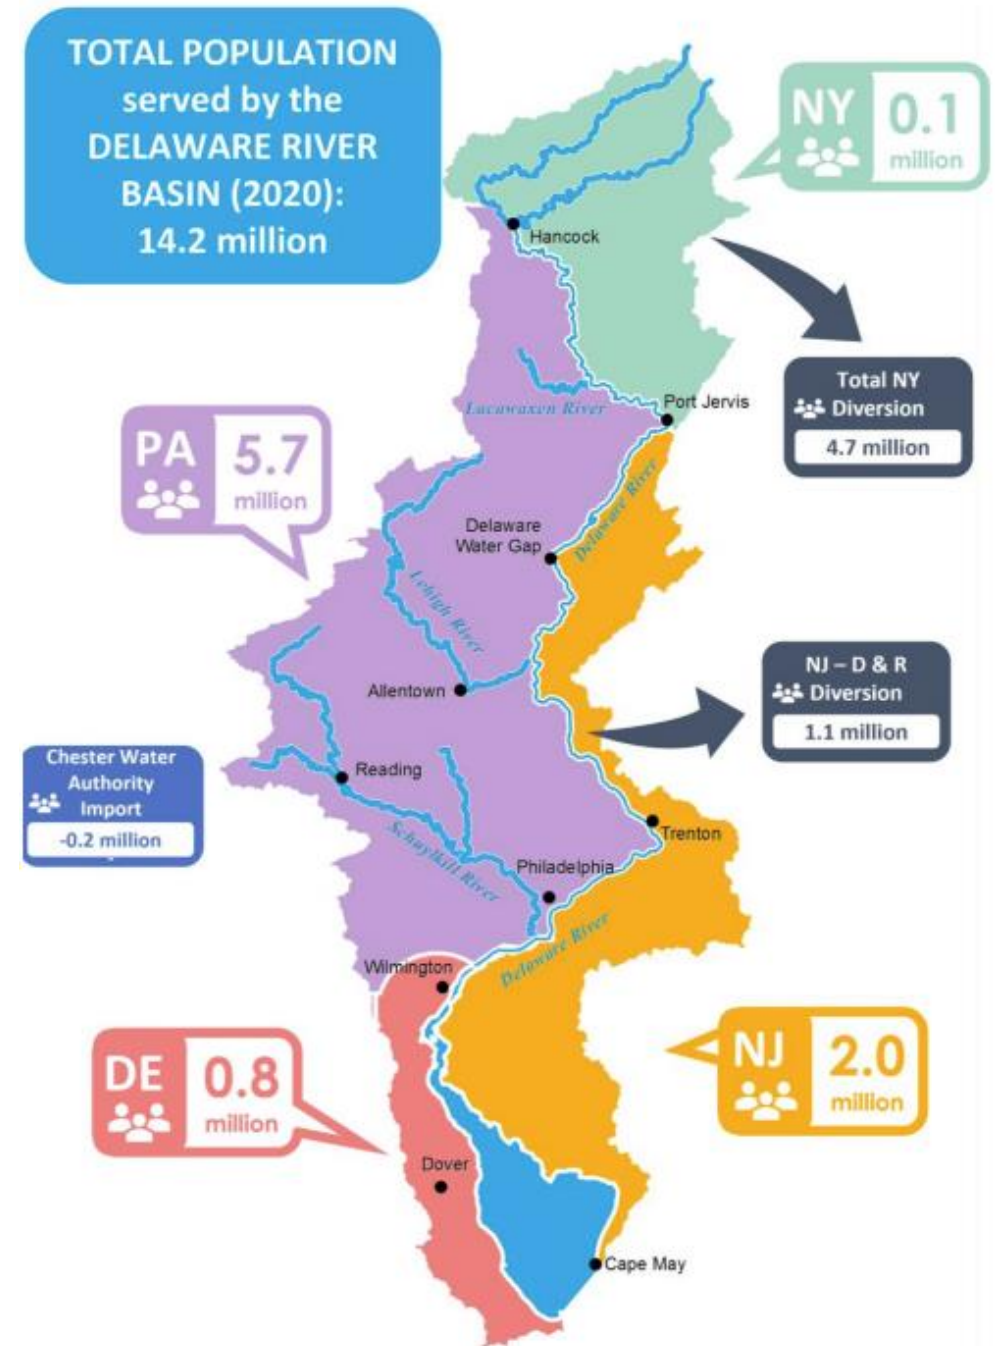 TOTAL POPULATION
served by the
DELAWARE RIVER
BASIN (2020):
14.2 million
NY
0.1
million
Hancock
Total NY
Diversion
4.7 million
Lacawaxen River
Port Jervis
PA
5.7
million
Delaware River
Delaware
Water Gap
Lehigh River
Allentown
NJ – D & R
Diversion
1.1 million
Chester Water
Authority
Import
-0.2 million
Reading
Schuylkill River
Trenton
Philadelphia
Delaware River
Wilmington
DE
0.8
million
NJ
2.0
million
Dover
Cape May